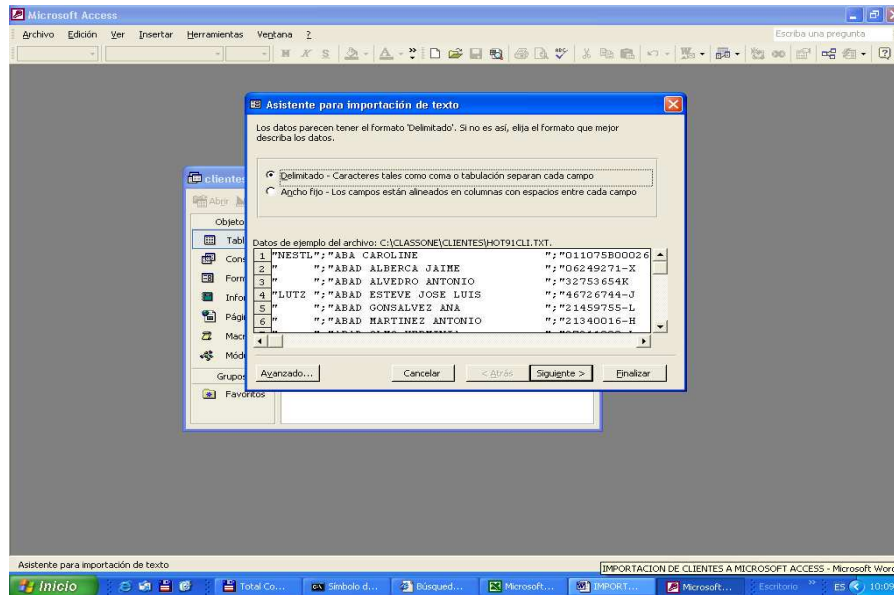 Microsoft Access
Archivo Edición Ver Insertar Herramientas Ventana ? Escriba una pregunta
N K S
Asistente para importación de texto
Los datos parecen tener el formato 'Delimitado'. Si no es así, elija el formato que mejor
describa los datos.
Delimitado - Caracteres tales como coma o tabulación separan cada campo
Ancho fijo - Los campos están alineados en columnas con espacios entre cada campo
clientes
Abrir
Objeto
Tabl
Cons
Form
Infor
Pági
Macr
Mód
Grupos
Favoritos
Datos de ejemplo del archivo: C:\CLASSONE\CLIENTES\HOT91CLI.TXT.
1 "NESTL";"ABA CAROLINE ";"011075B00026
2 " ";"ABAD ALBERCA JAIME ";"06249271-X
3 " ";"ABAD ALVEDRO ANTONIO ";"32753654K
4 "LUTZ ";"ABAD ESTEVE JOSE LUIS ";"46726744-J
5 " ";"ABAD GONSALVEZ ANA ";"21459755-L
6 " ";"ABAD MARTINEZ ANTONIO ";"21340016-H
Avanzado... Cancelar < Atrás Siguiente > Finalizar
Asistente para importación de texto
IMPORTACION DE CLIENTES A MICROSOFT ACCESS - Microsoft Word
Inicio Total Co... Símbolo d... Búsqued... Microsoft... IMPORT... Microsoft... Escritorio » ES 10:09